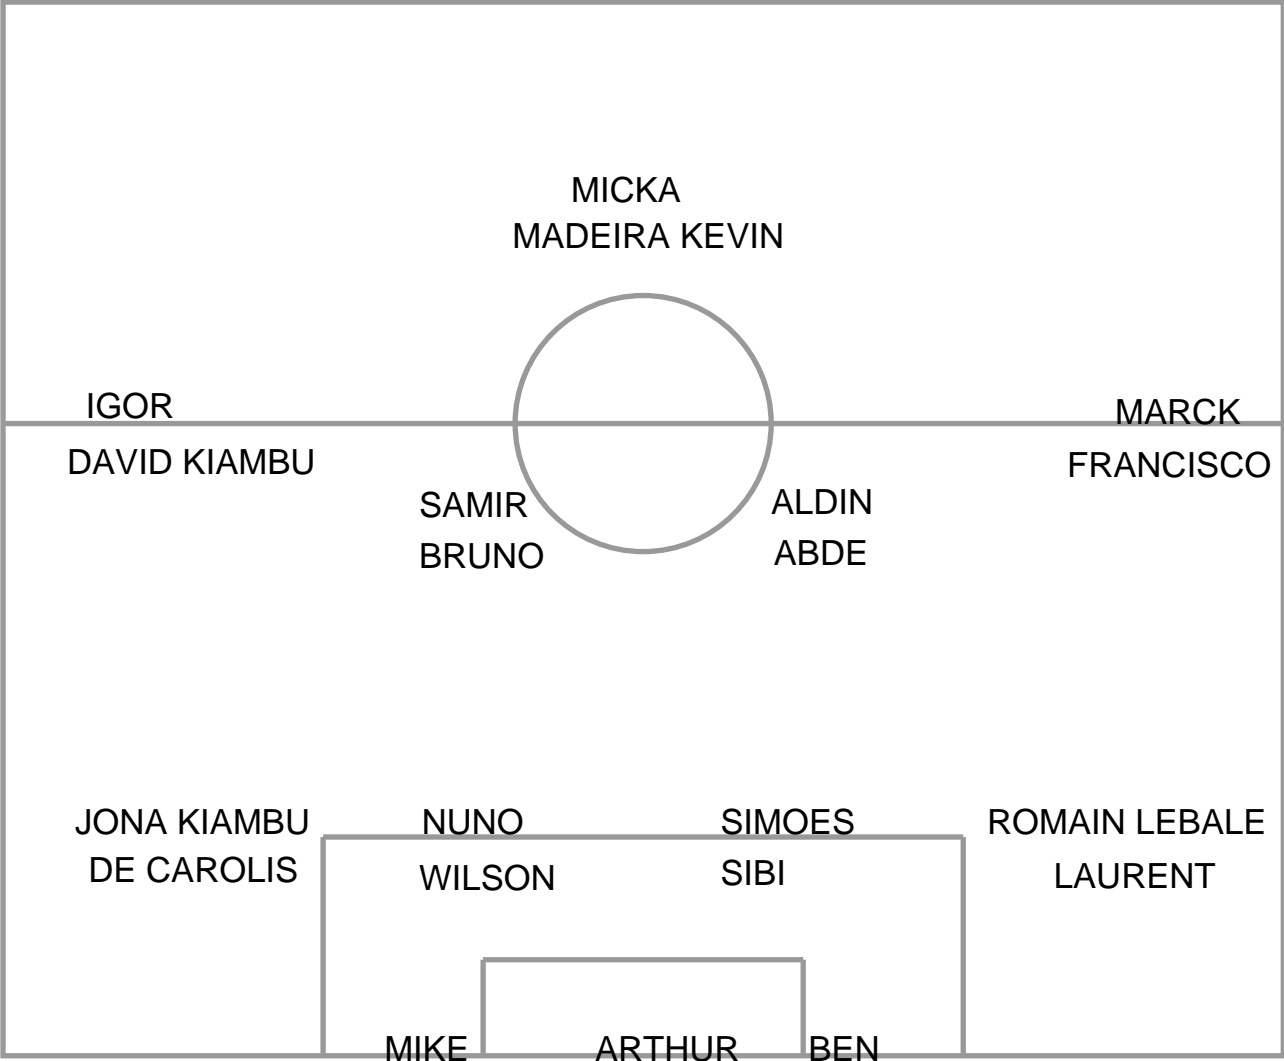 MICKA
MADEIRA KEVIN
IGOR
MARCK
DAVID KIAMBU
FRANCISCO
SAMIR
ALDIN
BRUNO
ABDE
JONA KIAMBU
NUNO
SIMOES
ROMAIN LEBALE
DE CAROLIS
WILSON
SIBI
LAURENT
MIKE
ARTHUR
BEN